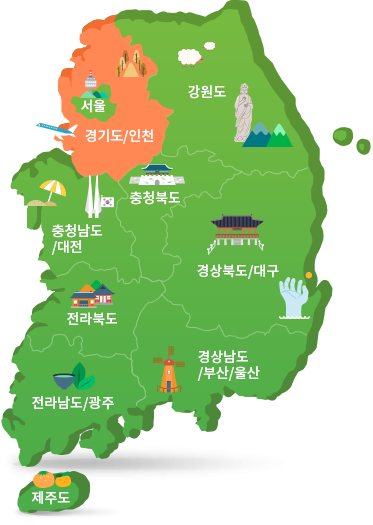 강원도
서울
경기도/인천
충청북도
충청남도
/대전
경상북도/대구
전라북도
경상남도
/부산/울산
전라남도/광주
제주도